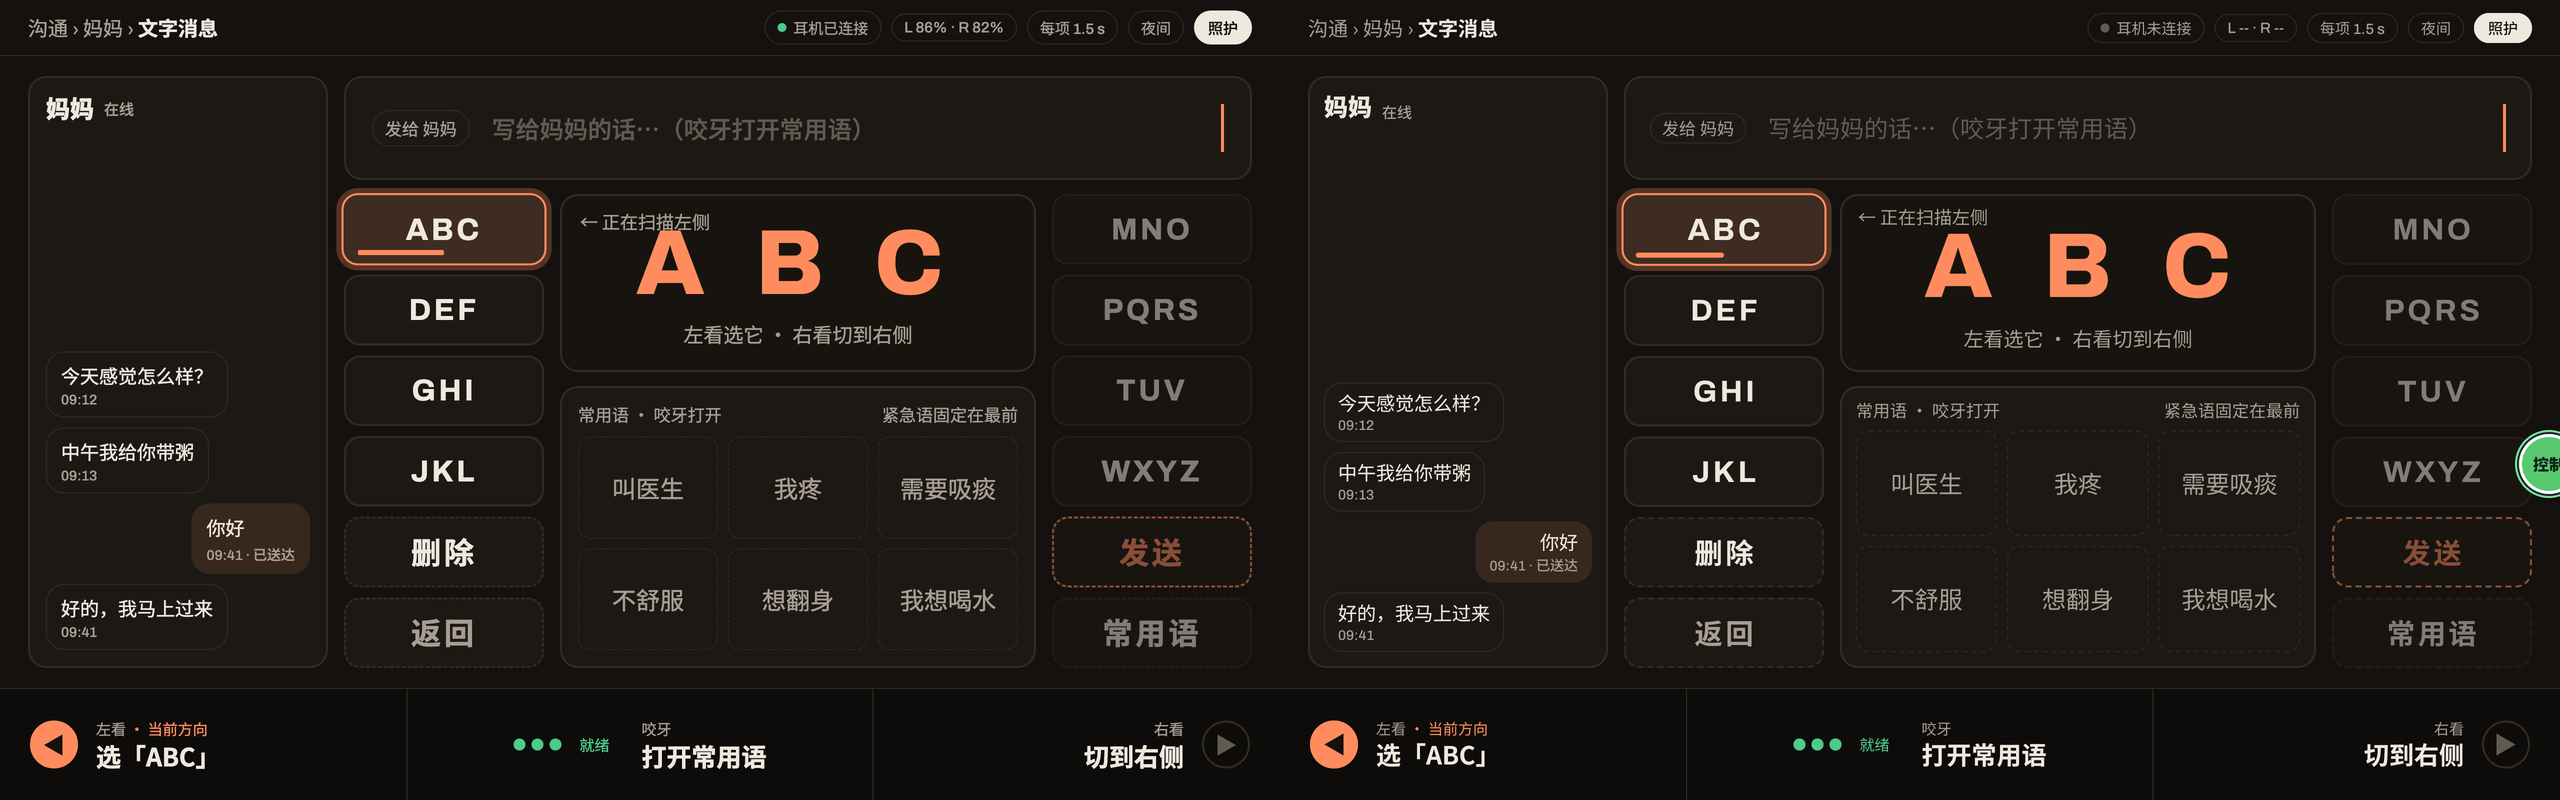 沟通 › 妈妈 › 文字消息
耳机已连接
L 86% · R 82%
每项 1.5 s
夜间
照护
妈妈 在线
今天感觉怎么样？
09:12
中午我给你带粥
09:13
你好
09:41 · 已送达
好的，我马上过来
09:41
发给 妈妈
写给妈妈的话…（咬牙打开常用语）
ABC
DEF
GHI
JKL
删除
返回
← 正在扫描左侧
A B C
左看选它 · 右看切到右侧
常用语 · 咬牙打开
紧急语固定在最前
叫医生
我疼
需要吸痰
不舒服
想翻身
我想喝水
MNO
PQRS
TUV
WXYZ
发送
常用语
左看 · 当前方向
选「ABC」
就绪
咬牙
打开常用语
右看
切到右侧
沟通 › 妈妈 › 文字消息
耳机未连接
L -- · R --
每项 1.5 s
夜间
照护
妈妈 在线
今天感觉怎么样？
09:12
中午我给你带粥
09:13
你好
09:41 · 已送达
好的，我马上过来
09:41
发给 妈妈
写给妈妈的话…（咬牙打开常用语）
ABC
DEF
GHI
JKL
删除
返回
← 正在扫描左侧
A B C
左看选它 · 右看切到右侧
常用语 · 咬牙打开
紧急语固定在最前
叫医生
我疼
需要吸痰
不舒服
想翻身
我想喝水
MNO
PQRS
TUV
WXYZ
发送
常用语
控制
左看 · 当前方向
选「ABC」
就绪
咬牙
打开常用语
右看
切到右侧